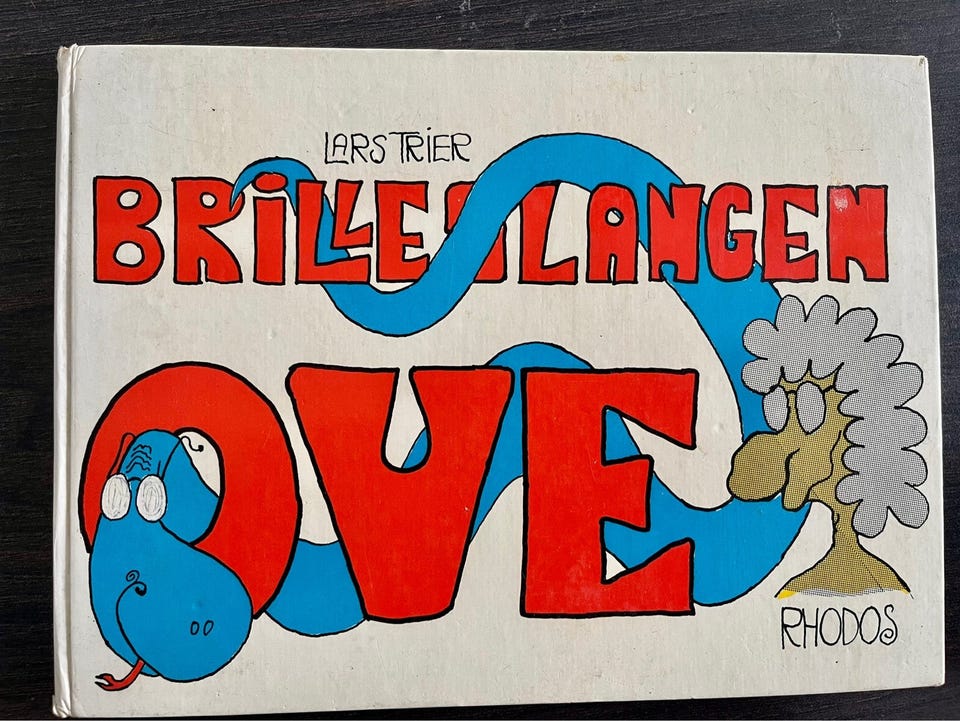 LARS TRIER
BRILLESLANGEN
OVE
RHODOS